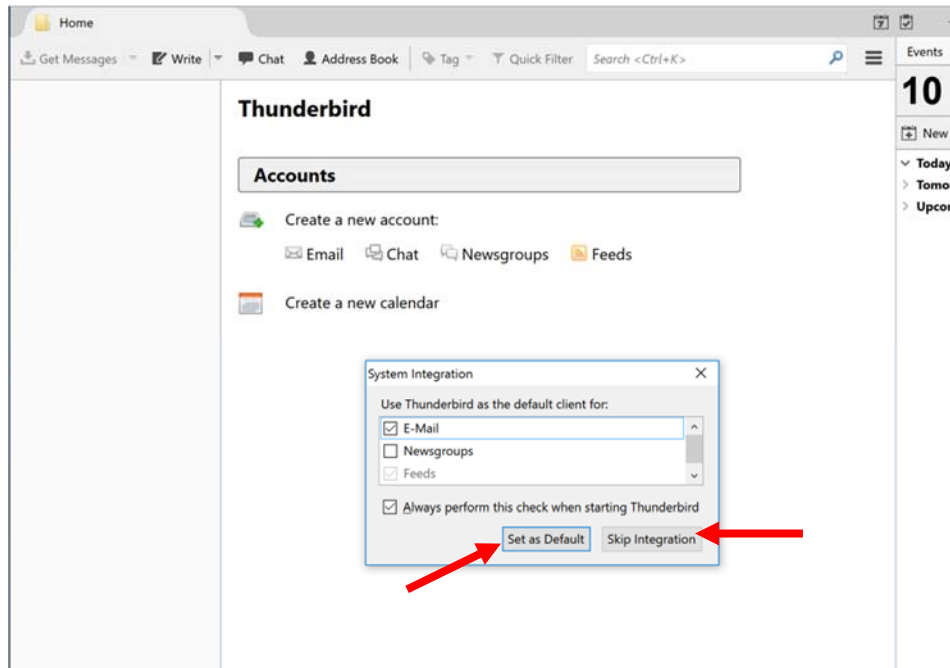 Home
Get Messages Write Chat Address Book Tag Quick Filter Search <Ctrl+K>
Events
10
New
Today
Thunderbird
Accounts
Create a new account:
Email Chat Newsgroups Feeds
Create a new calendar
System Integration
Use Thunderbird as the default client for:
E-Mail
Newsgroups
Feeds
Always perform this check when starting Thunderbird
Set as Default Skip Integration